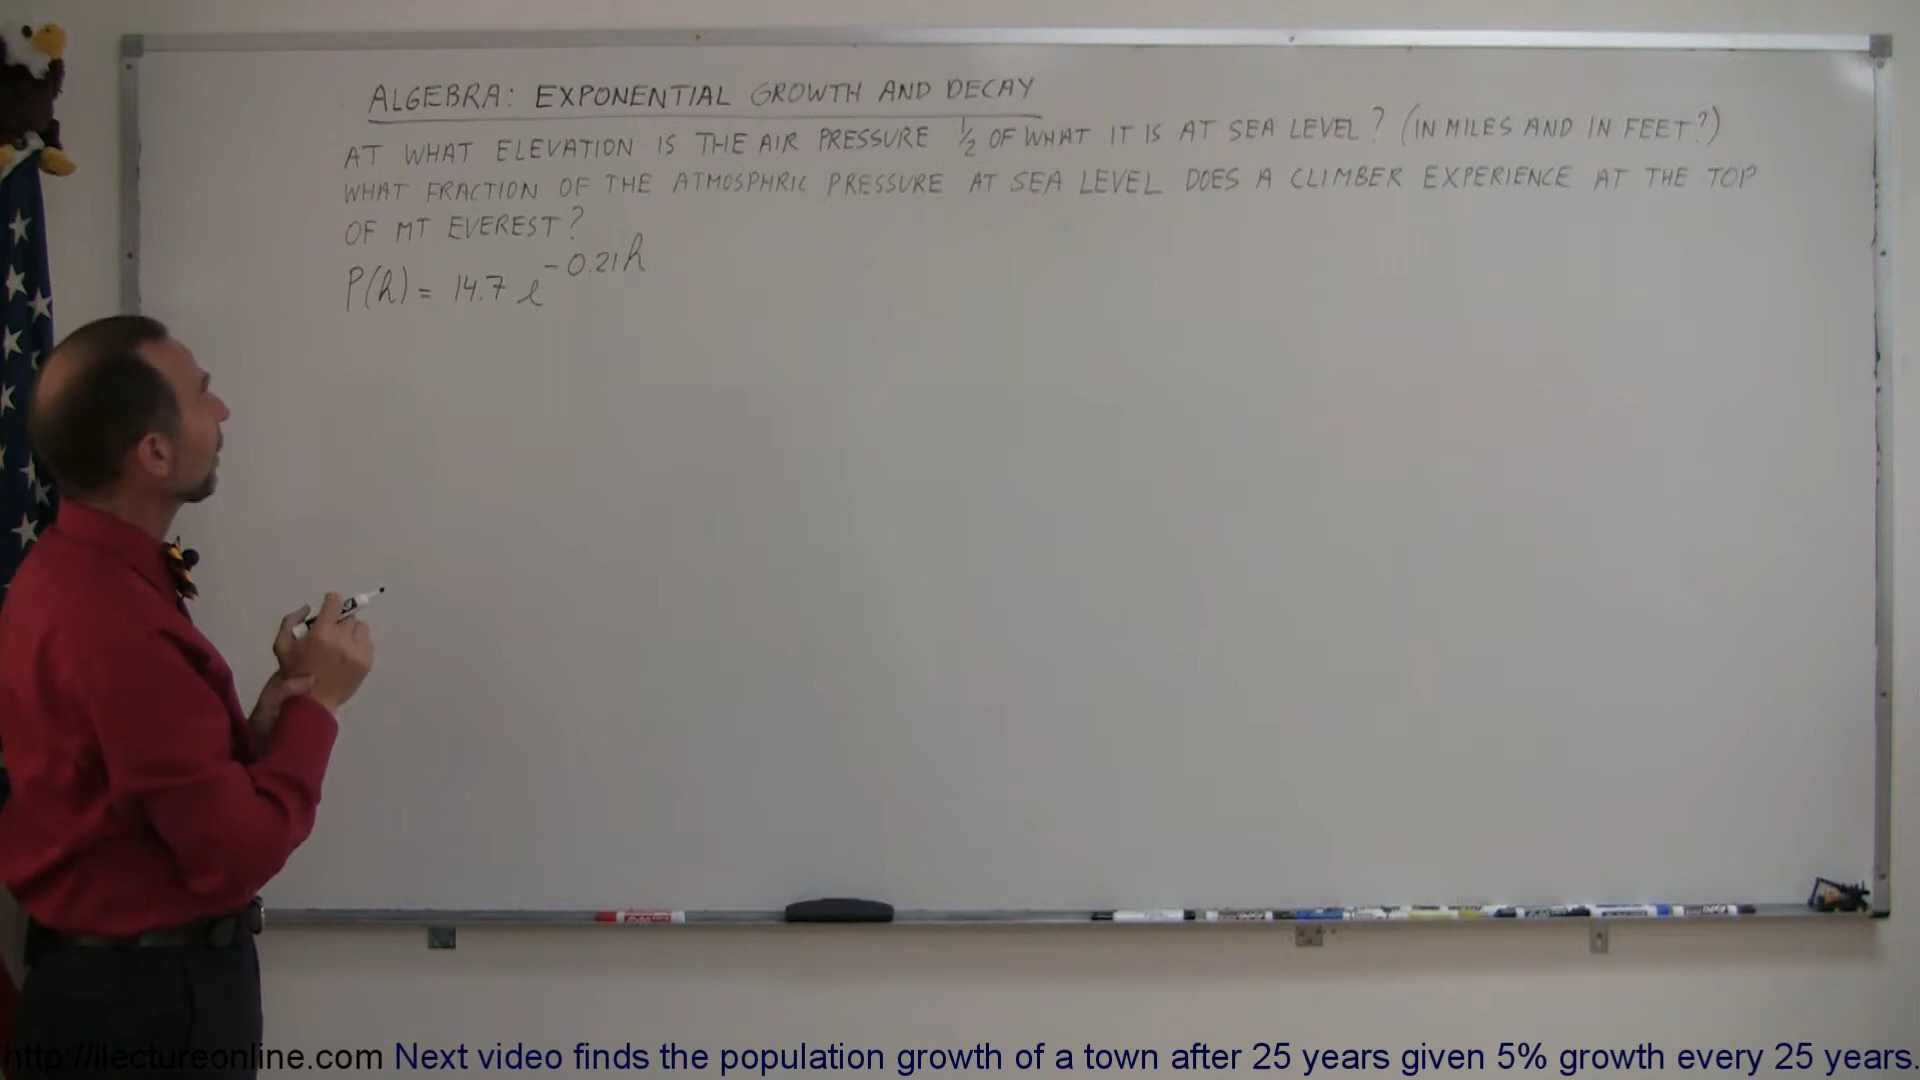 ALGEBRA: EXPONENTIAL GROWTH AND DECAY
AT WHAT ELEVATION IS THE AIR PRESSURE 1/2 OF WHAT IT IS AT SEA LEVEL? (IN MILES AND IN FEET?)
WHAT FRACTION OF THE ATMOSPHRIC PRESSURE AT SEA LEVEL DOES A CLIMBER EXPERIENCE AT THE TOP
OF MT EVEREST?
P(h) = 14.7 e^-0.21h
http://ilectureonline.com Next video finds the population growth of a town after 25 years given 5% growth every 25 years.